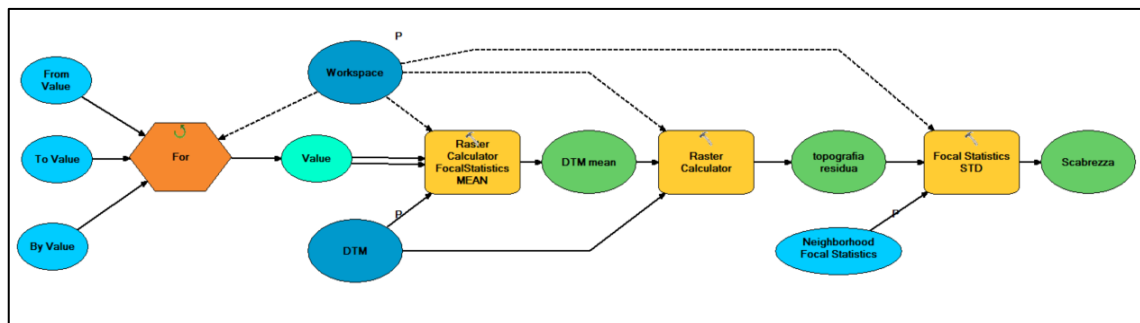 From
Value
To Value
By Value
For
P
Workspace
Value
Raster
Calculator
FocalStatistics
MEAN
P
DTM
DTM mean
Raster
Calculator
topografia
residua
Focal Statistics
STD
P
Neighborhood
Focal Statistics
Scabrezza